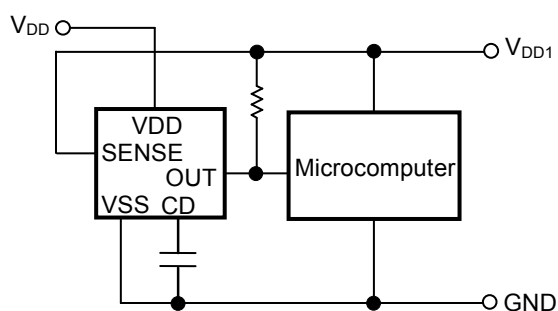 VDD
VDD1
VDD
SENSE
OUT
VSS CD
Microcomputer
GND